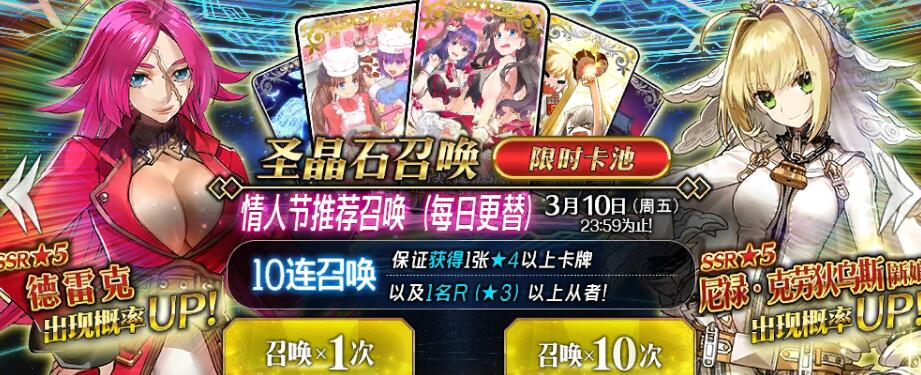 圣晶石召唤
限时卡池
情人节推荐召唤（每日更替）
3月10日（周五）
23:59为止!
10连召唤
保证获得1张★4以上卡牌
以及1名R（★3）以上从者!
SSR★5
德雷克
出现概率UP!
SSR★5
尼禄·克劳狄乌斯
出现概率UP!
召唤×1次
召唤×10次